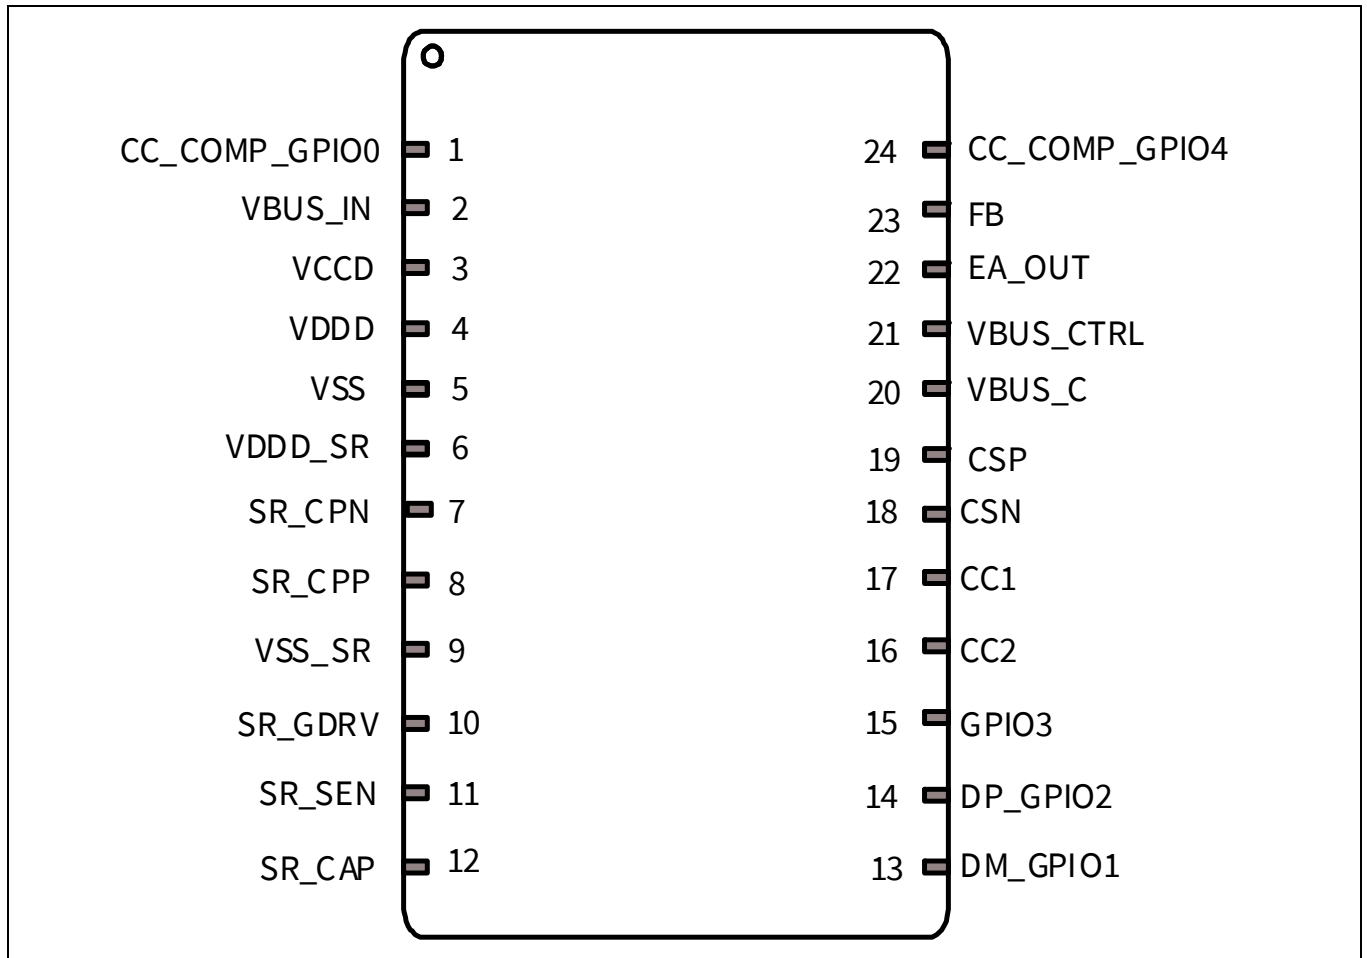 CC_COMP_GPIO0 1 24 CC_COMP_GPIO4
VBUS_IN 2 23 FB
VCCD 3 22 EA_OUT
VDDD 4 21 VBUS_CTRL
VSS 5 20 VBUS_C
VDDD_SR 6 19 CSP
SR_CPN 7 18 CSN
SR_CPP 8 17 CC1
VSS_SR 9 16 CC2
SR_GDRV 10 15 GPIO3
SR_SEN 11 14 DP_GPIO2
SR_CAP 12 13 DM_GPIO1